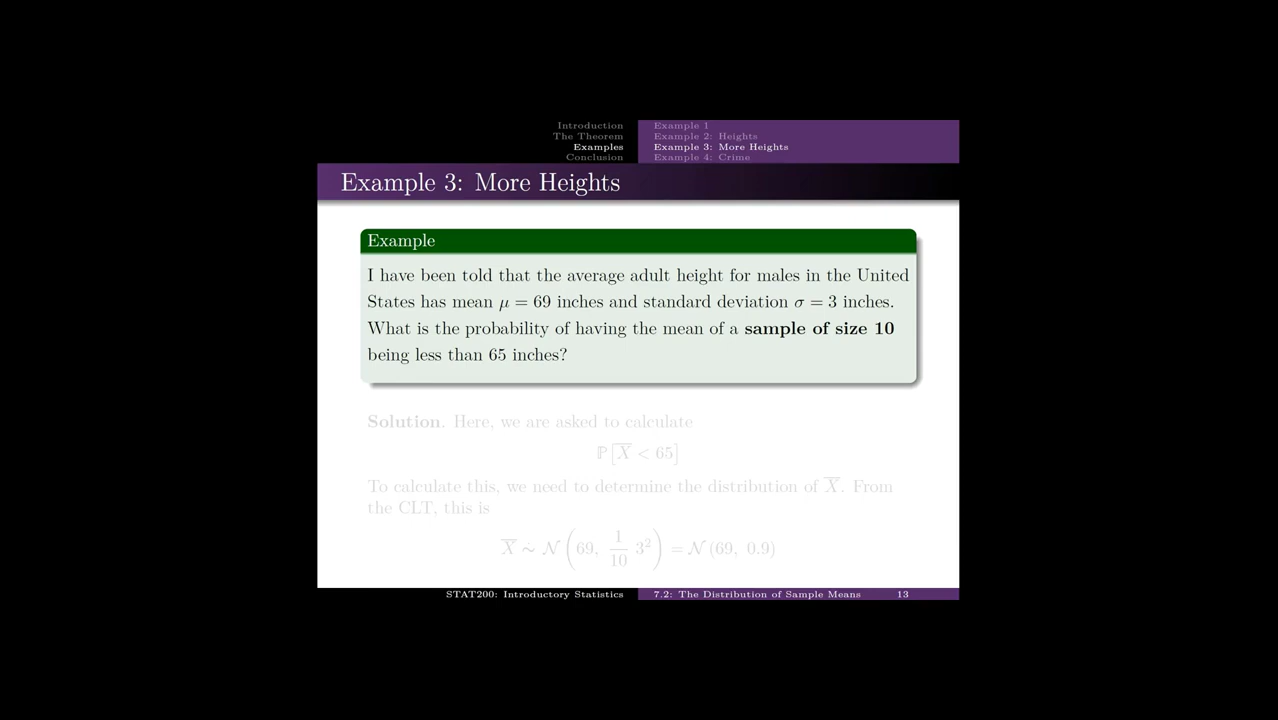 Introduction
The Theorem
Examples
Conclusion
Example 1
Example 2: Heights
Example 3: More Heights
Example 4: Crime
Example 3: More Heights
Example
I have been told that the average adult height for males in the United
States has mean μ = 69 inches and standard deviation σ = 3 inches.
What is the probability of having the mean of a sample of size 10
being less than 65 inches?
Solution. Here, we are asked to calculate
ℙ [X̅ < 65]
To calculate this, we need to determine the distribution of X̅. From
the CLT, this is
X̅ ∼̇ 𝒩 (69, 1/10 3²) = 𝒩 (69, 0.9)
STAT200: Introductory Statistics
7.2: The Distribution of Sample Means 13